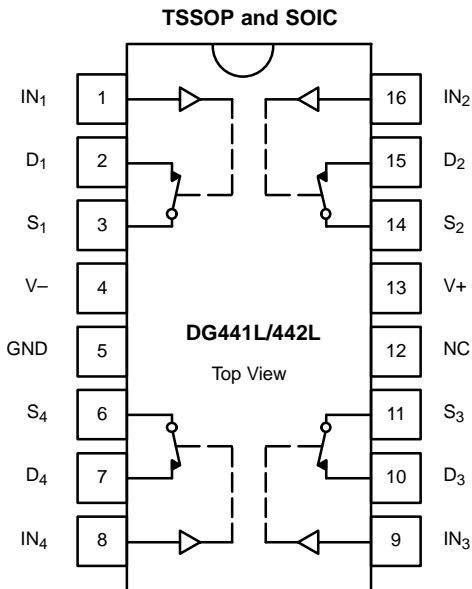 TSSOP and SOIC
IN1 1 16 IN2
D1 2 15 D2
S1 3 14 S2
V– 4 13 V+
DG441L/442L
GND 5 12 NC
Top View
S4 6 11 S3
D4 7 10 D3
IN4 8 9 IN3